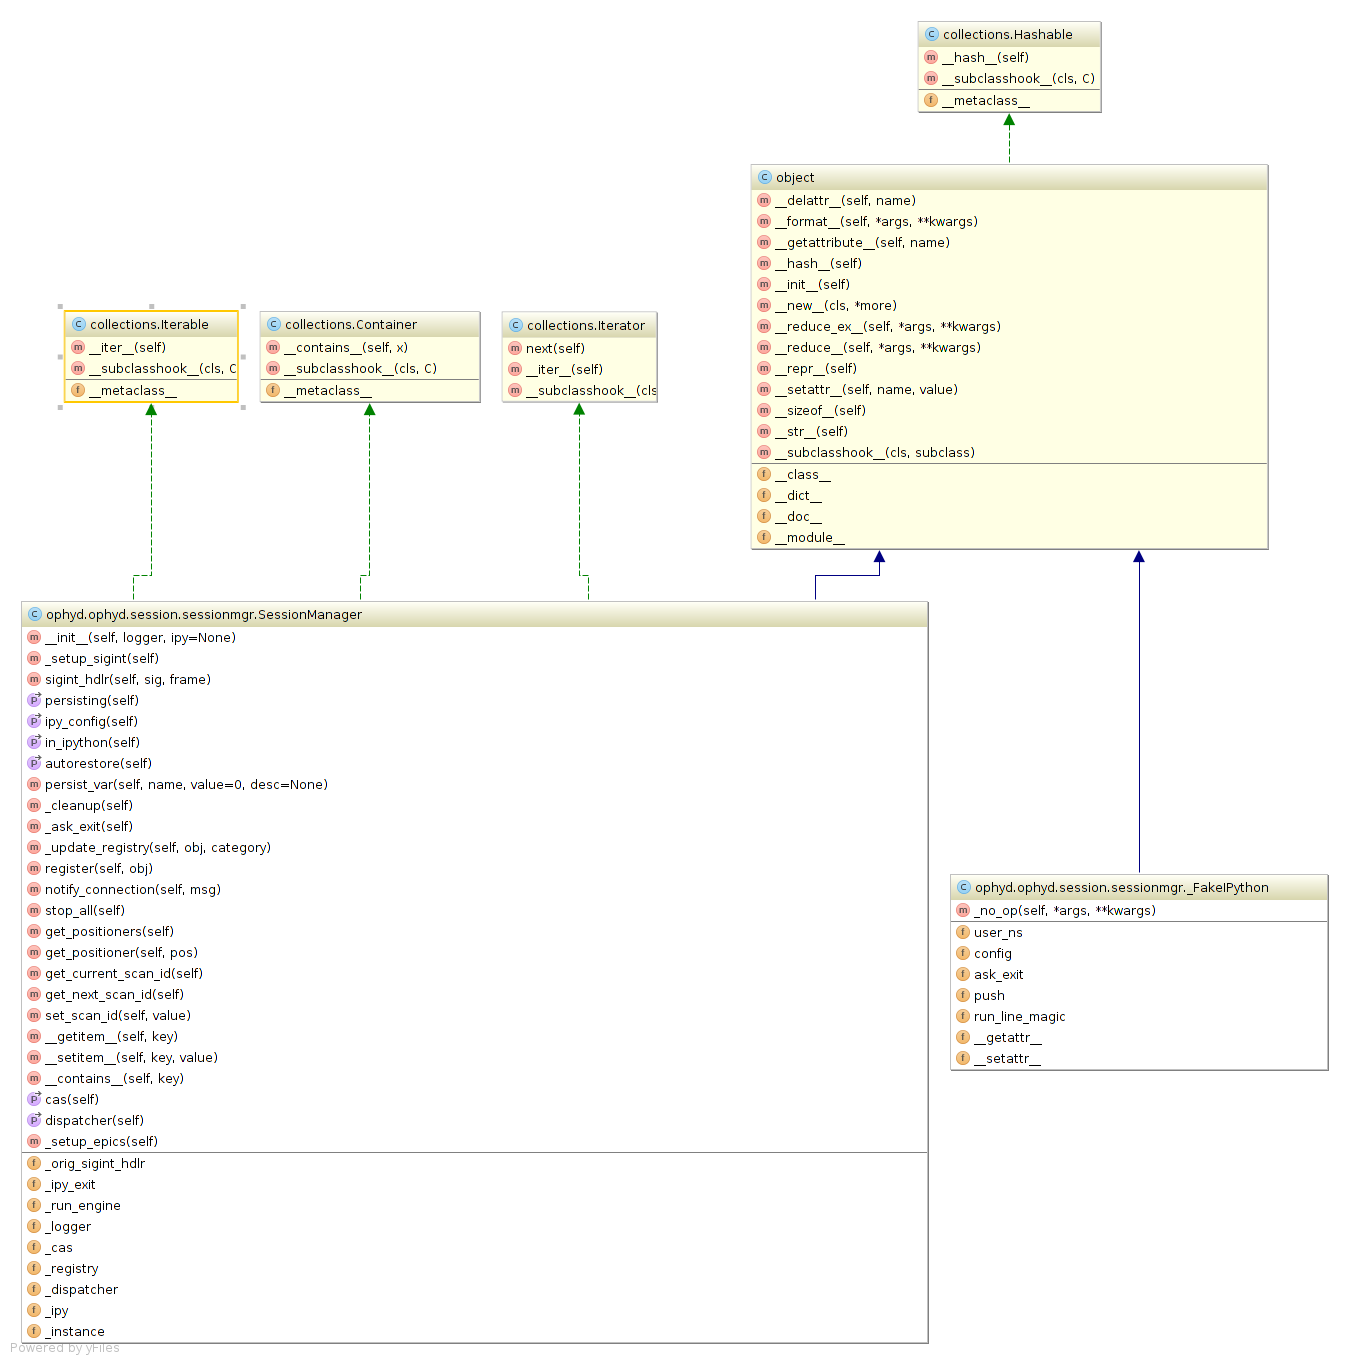 collections.Hashable
__hash__(self)
__subclasshook__(cls, C)
__metaclass__
object
__delattr__(self, name)
__format__(self, *args, **kwargs)
__getattribute__(self, name)
__hash__(self)
__init__(self)
__new__(cls, *more)
__reduce_ex__(self, *args, **kwargs)
__reduce__(self, *args, **kwargs)
__repr__(self)
__setattr__(self, name, value)
__sizeof__(self)
__str__(self)
__subclasshook__(cls, subclass)
__class__
__dict__
__doc__
__module__
collections.Iterable
__iter__(self)
__subclasshook__(cls, C
__metaclass__
collections.Container
__contains__(self, x)
__subclasshook__(cls, C)
__metaclass__
collections.Iterator
next(self)
__iter__(self)
__subclasshook__(cls
ophyd.ophyd.session.sessionmgr.SessionManager
__init__(self, logger, ipy=None)
_setup_sigint(self)
sigint_hdlr(self, sig, frame)
persisting(self)
ipy_config(self)
in_ipython(self)
autorestore(self)
persist_var(self, name, value=0, desc=None)
_cleanup(self)
_ask_exit(self)
_update_registry(self, obj, category)
register(self, obj)
notify_connection(self, msg)
stop_all(self)
get_positioners(self)
get_positioner(self, pos)
get_current_scan_id(self)
get_next_scan_id(self)
set_scan_id(self, value)
__getitem__(self, key)
__setitem__(self, key, value)
__contains__(self, key)
cas(self)
dispatcher(self)
_setup_epics(self)
_orig_sigint_hdlr
_ipy_exit
_run_engine
_logger
_cas
_registry
_dispatcher
_ipy
_instance
ophyd.ophyd.session.sessionmgr._FakeIPython
_no_op(self, *args, **kwargs)
user_ns
config
ask_exit
push
run_line_magic
__getattr__
__setattr__
Powered by yFiles